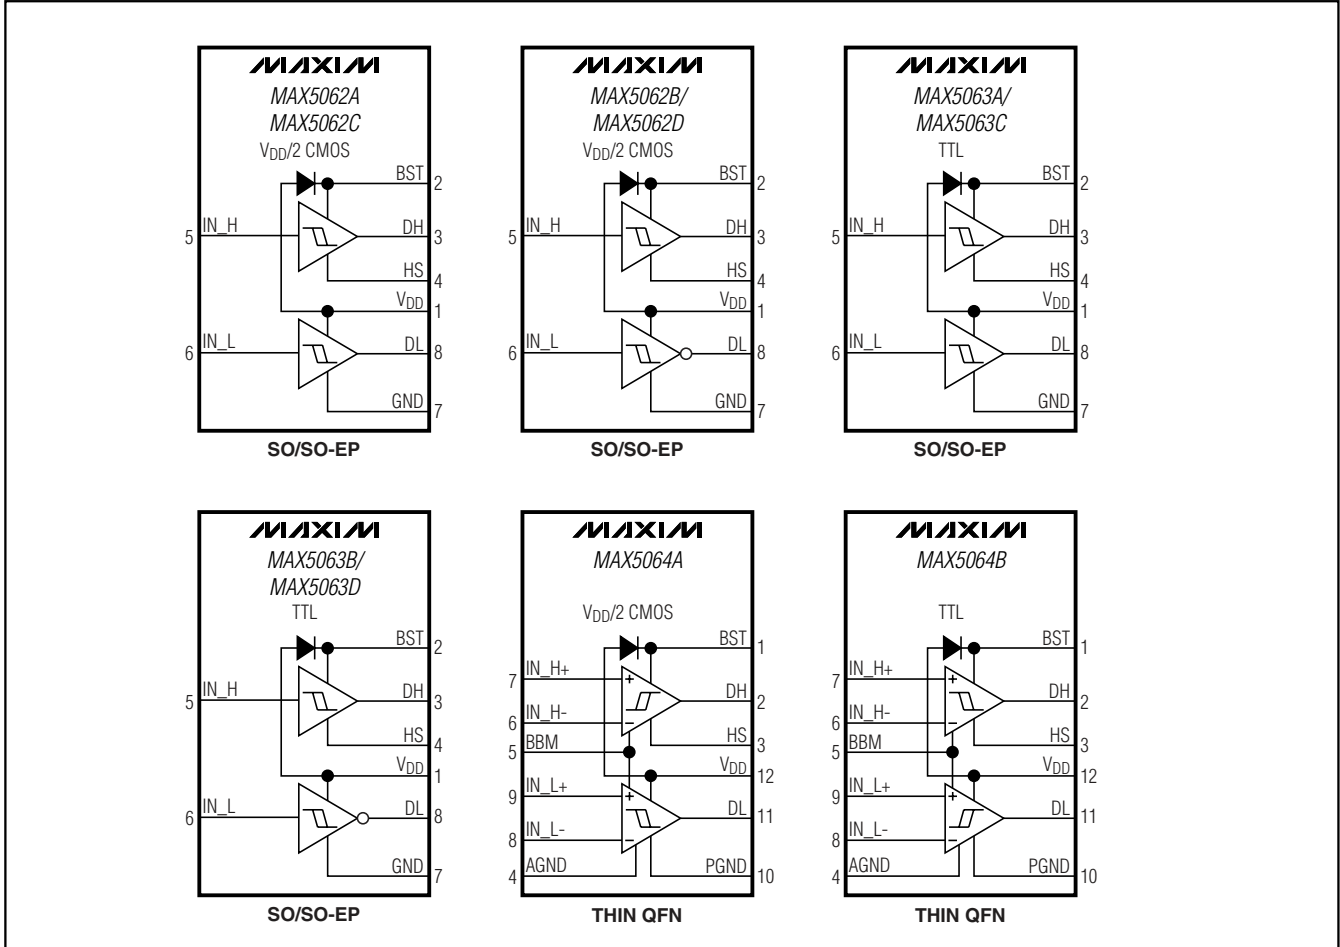 MAXIM
MAX5062A
MAX5062C
VDD/2 CMOS
BST 2
5 IN_H
DH 3
HS 4
VDD 1
6 IN_L
DL 8
GND 7
SO/SO-EP
MAXIM
MAX5062B/
MAX5062D
VDD/2 CMOS
BST 2
5 IN_H
DH 3
HS 4
VDD 1
6 IN_L
DL 8
GND 7
SO/SO-EP
MAXIM
MAX5063A/
MAX5063C
TTL
BST 2
5 IN_H
DH 3
HS 4
VDD 1
6 IN_L
DL 8
GND 7
SO/SO-EP
MAXIM
MAX5063B/
MAX5063D
TTL
BST 2
5 IN_H
DH 3
HS 4
VDD 1
6 IN_L
DL 8
GND 7
SO/SO-EP
MAXIM
MAX5064A
VDD/2 CMOS
BST 1
7 IN_H+
+
DH 2
6 IN_H-
−
HS 3
5 BBM
VDD 12
9 IN_L+
+
DL 11
8 IN_L-
−
4 AGND
PGND 10
THIN QFN
MAXIM
MAX5064B
TTL
BST 1
7 IN_H+
+
DH 2
6 IN_H-
−
HS 3
5 BBM
VDD 12
9 IN_L+
+
DL 11
8 IN_L-
−
4 AGND
PGND 10
THIN QFN